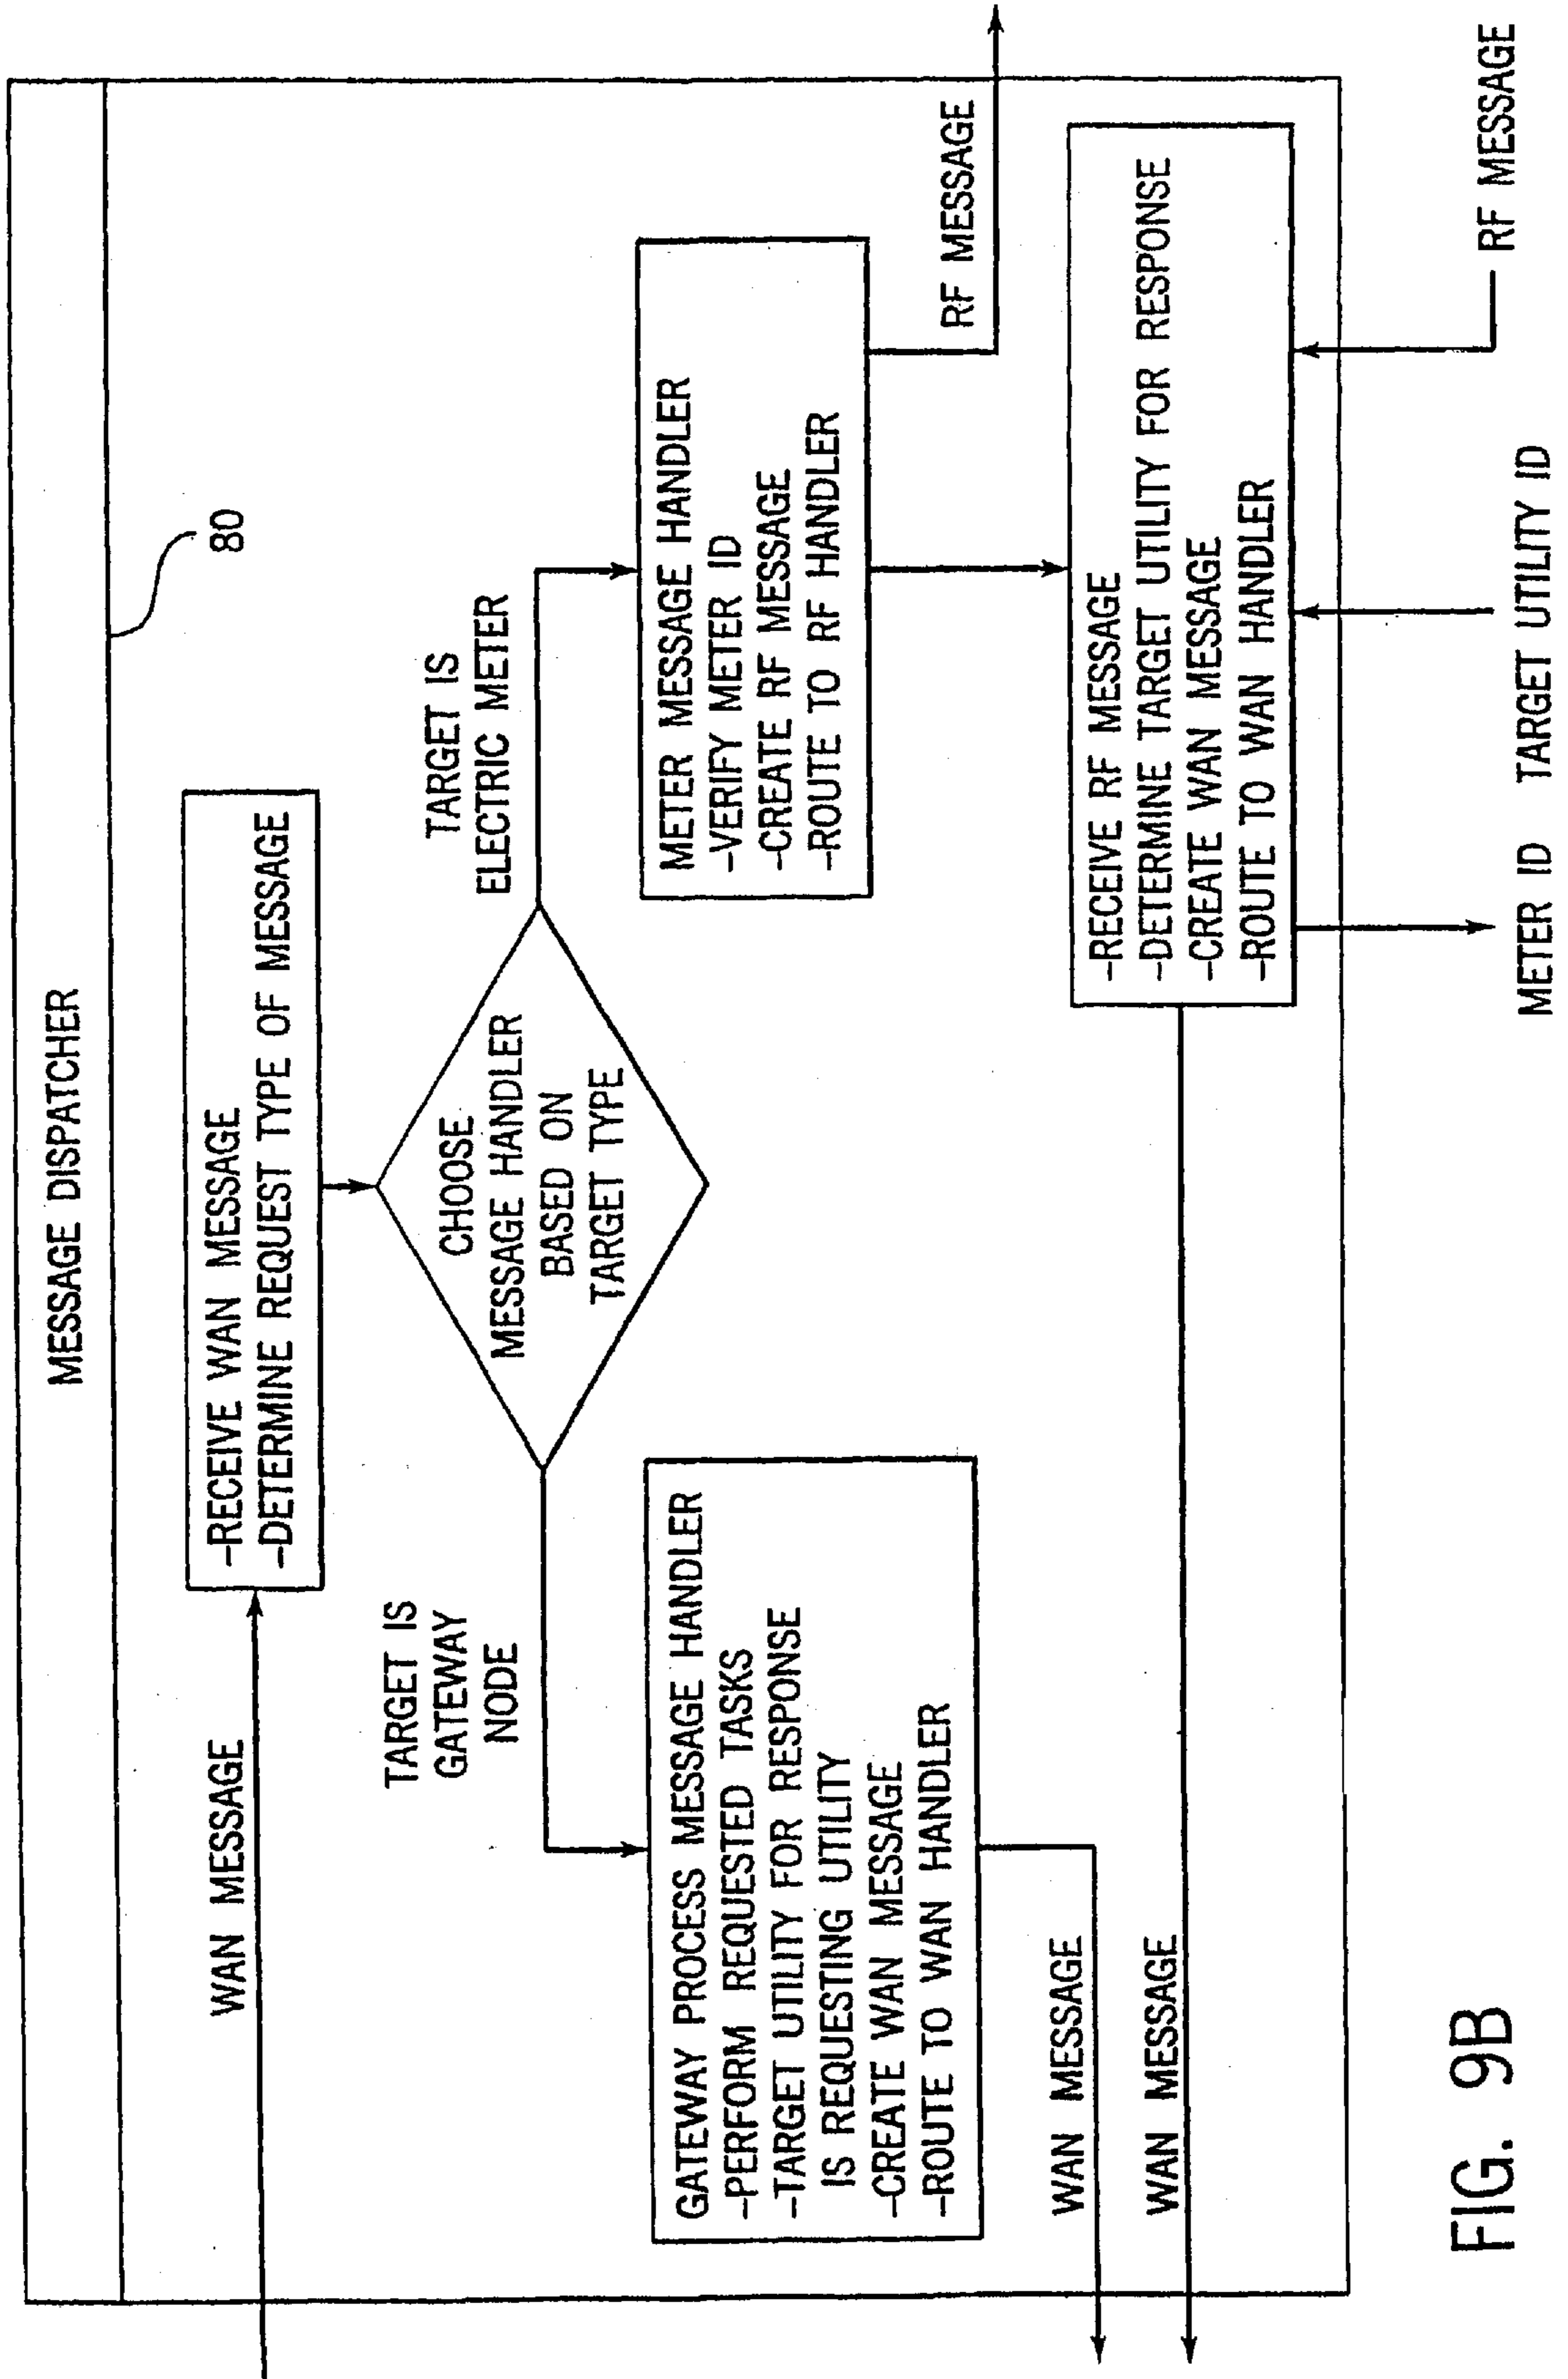 MESSAGE DISPATCHER
80
WAN MESSAGE
-RECEIVE WAN MESSAGE
-DETERMINE REQUEST TYPE OF MESSAGE
TARGET IS
GATEWAY
NODE
CHOOSE
MESSAGE HANDLER
BASED ON
TARGET TYPE
TARGET IS
ELECTRIC METER
GATEWAY PROCESS MESSAGE HANDLER
-PERFORM REQUESTED TASKS
-TARGET UTILITY FOR RESPONSE
IS REQUESTING UTILITY
-CREATE WAN MESSAGE
-ROUTE TO WAN HANDLER
METER MESSAGE HANDLER
-VERIFY METER ID
-CREATE RF MESSAGE
-ROUTE TO RF HANDLER
RF MESSAGE
WAN MESSAGE
WAN MESSAGE
-RECEIVE RF MESSAGE
-DETERMINE TARGET UTILITY FOR RESPONSE
-CREATE WAN MESSAGE
-ROUTE TO WAN HANDLER
METER ID
TARGET UTILITY ID
RF MESSAGE
FIG. 9B